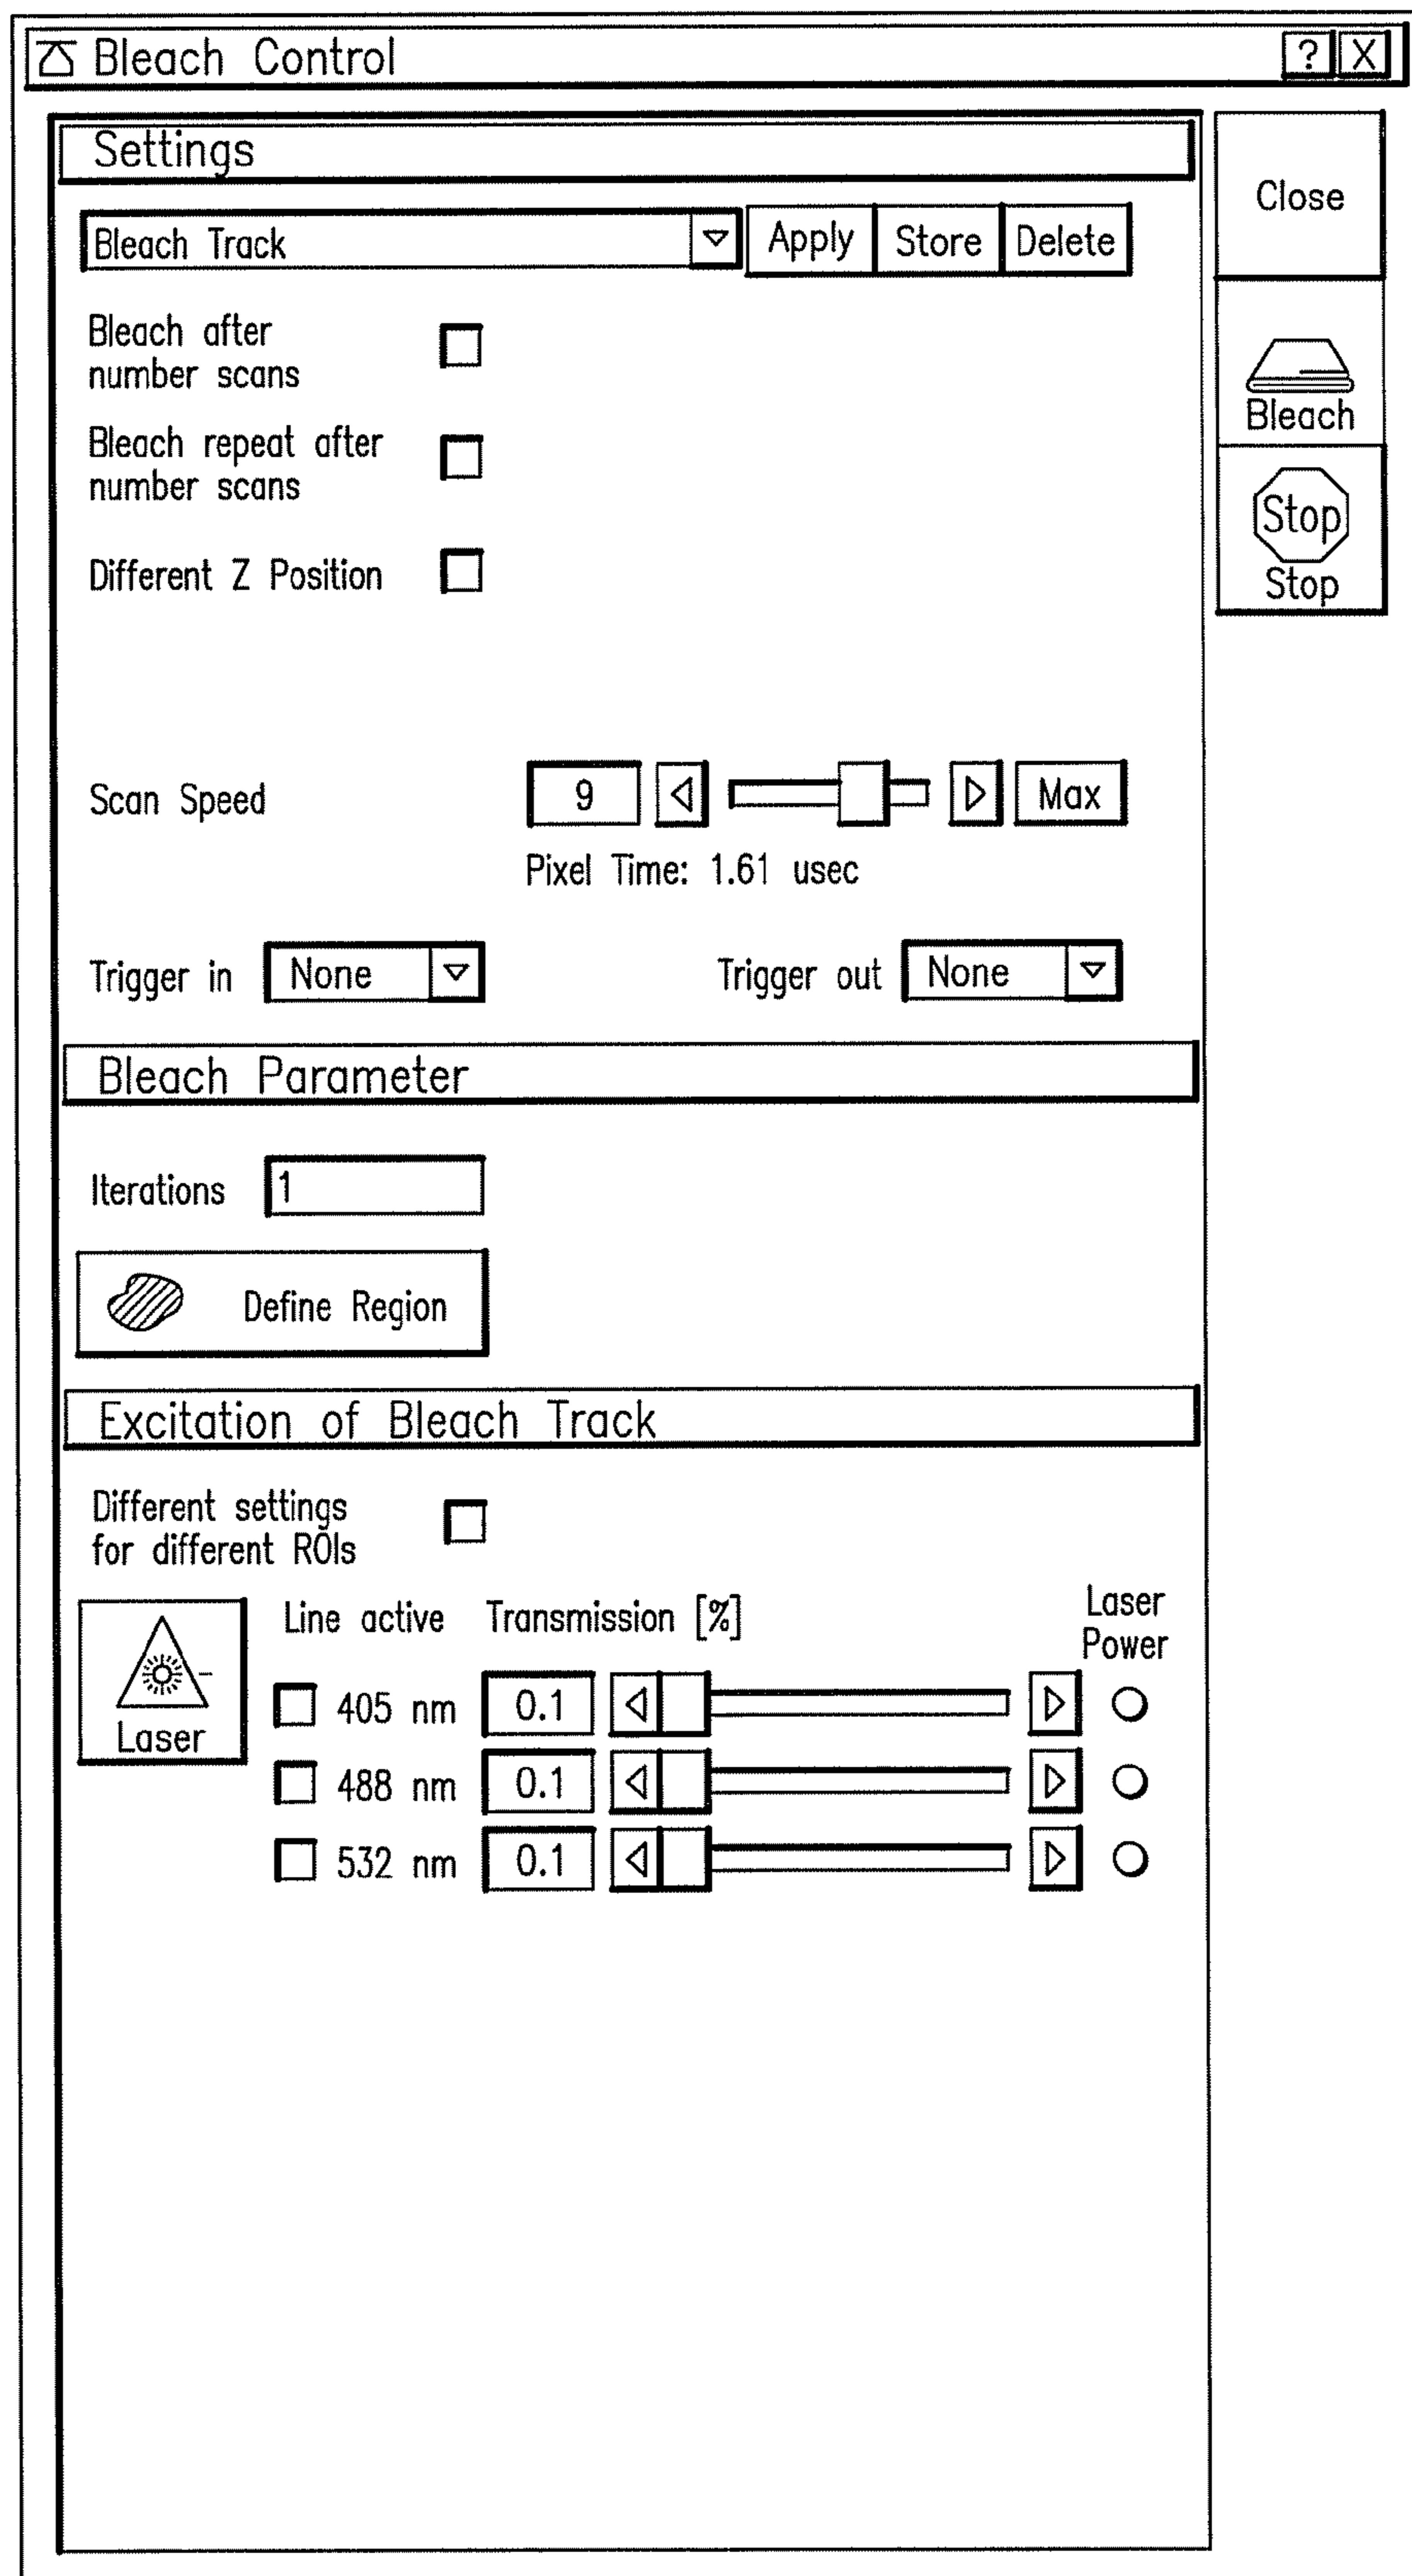 Bleach Control ? X
Settings
Close
Bleach Track Apply Store Delete
Bleach after
number scans
Bleach
Bleach repeat after
number scans
Stop
Stop
Different Z Position
Scan Speed 9 Max
Pixel Time: 1.61 usec
Trigger in None Trigger out None
Bleach Parameter
Iterations 1
Define Region
Excitation of Bleach Track
Different settings
for different ROIs
Line active Transmission [%] Laser
Power
Laser
405 nm 0.1
488 nm 0.1
532 nm 0.1